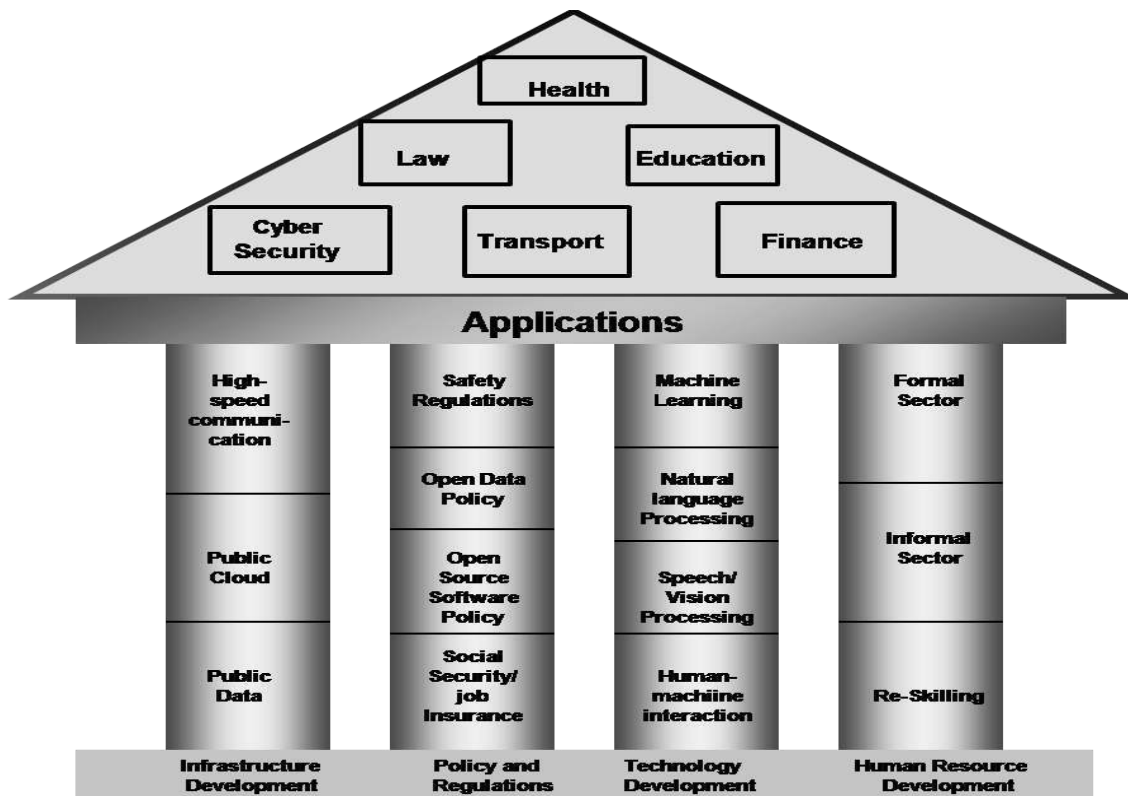 Health
Law
Education
Cyber
Security
Transport
Finance
Applications
High-
speed
communi-
cation
Public
Cloud
Public
Data
Infrastructure
Development
Safety
Regulations
Open Data
Policy
Open
Source
Software
Policy
Social
Security/
job
Insurance
Policy and
Regulations
Machine
Learning
Natural
language
Processing
Speech/
Vision
Processing
Human-
machiine
interaction
Technology
Development
Formal
Sector
Informal
Sector
Re-Skilling
Human Resource
Development